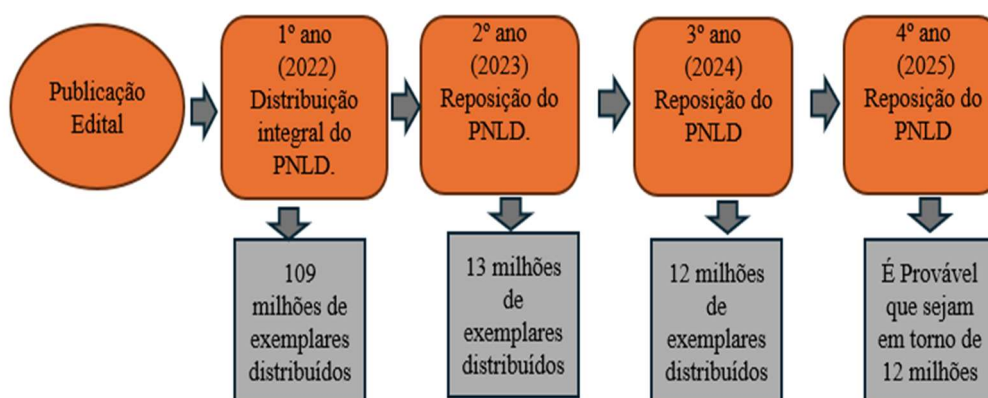 Publicação
Edital
1º ano
(2022)
Distribuição
integral do
PNLD.
2º ano
(2023)
Reposição do
PNLD.
3º ano
(2024)
Reposição do
PNLD
4º ano
(2025)
Reposição do
PNLD
109
milhões de
exemplares
distribuídos
13 milhões
de
exemplares
distribuídos
12 milhões
de
exemplares
distribuídos
É Provável
que sejam
em torno de
12 milhões